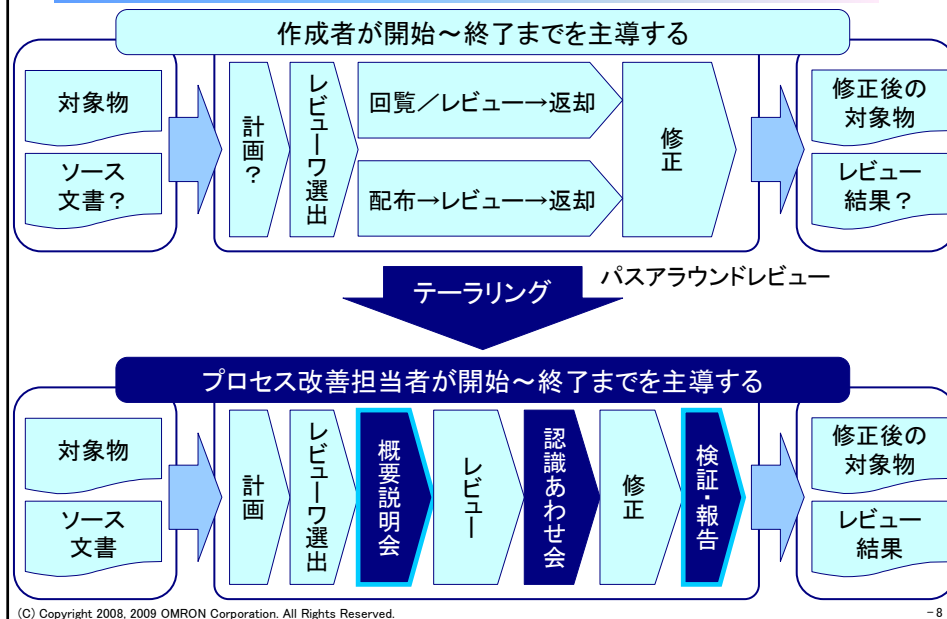 作成者が開始～終了までを主導する
対象物
ソース
文書？
計画？
レビューワ選出
回覧／レビュー→返却
配布→レビュー→返却
修正
修正後の
対象物
レビュー
結果？
テーラリング
パスアラウンドレビュー
プロセス改善担当者が開始～終了までを主導する
対象物
ソース
文書
計画
レビューワ選出
概要説明会
レビュー
認識あわせ会
修正
検証・報告
修正後の
対象物
レビュー
結果
(C) Copyright 2008, 2009 OMRON Corporation. All Rights Reserved.
－8